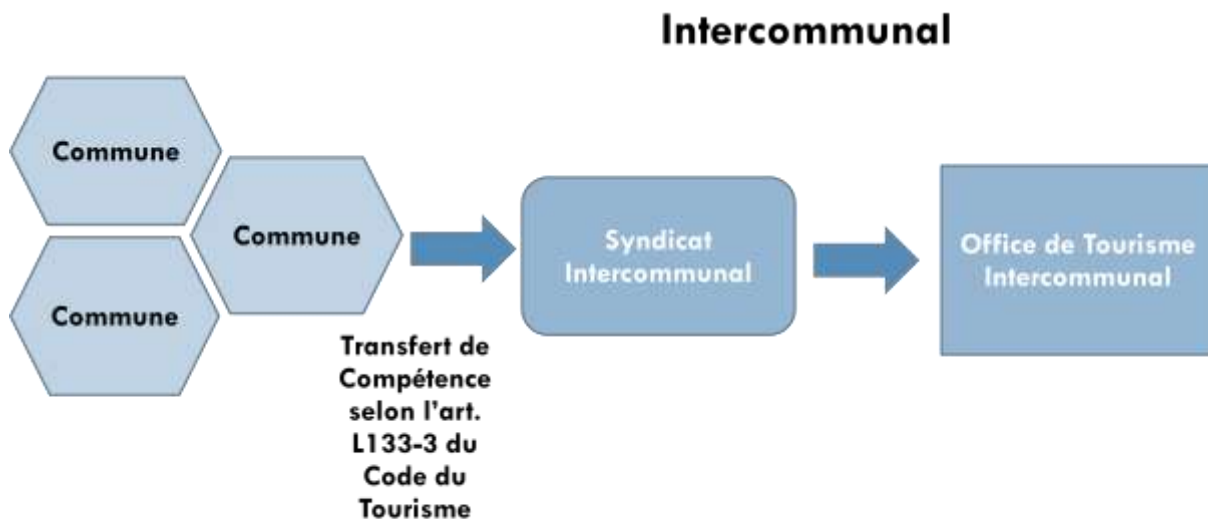 Intercommunal
Commune
Commune
Commune
Transfert de
Compétence
selon l'art.
L133-3 du
Code du
Tourisme
Syndicat
Intercommunal
Office de Tourisme
Intercommunal